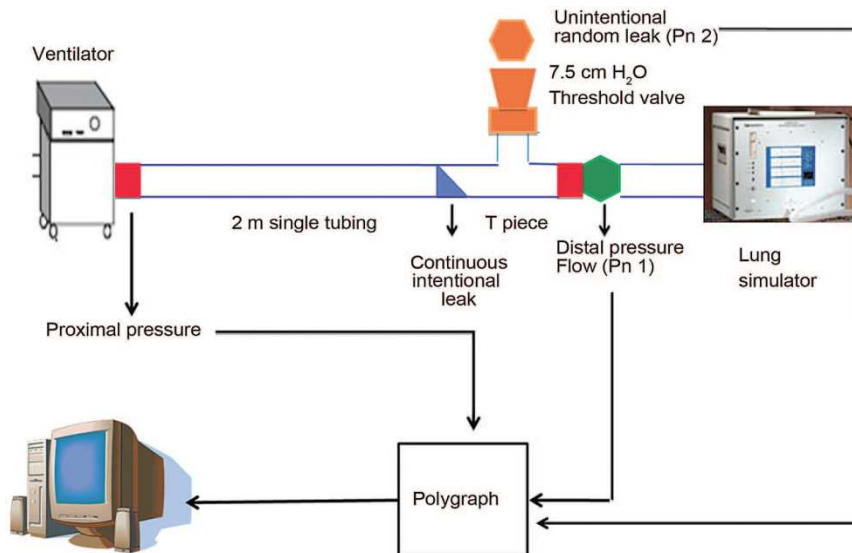 Unintentional
random leak (Pn 2)
Ventilator
7.5 cm H₂O
Threshold valve
2 m single tubing
T piece
Continuous
intentional
leak
Distal pressure
Flow (Pn 1)
Lung
simulator
Proximal pressure
Polygraph